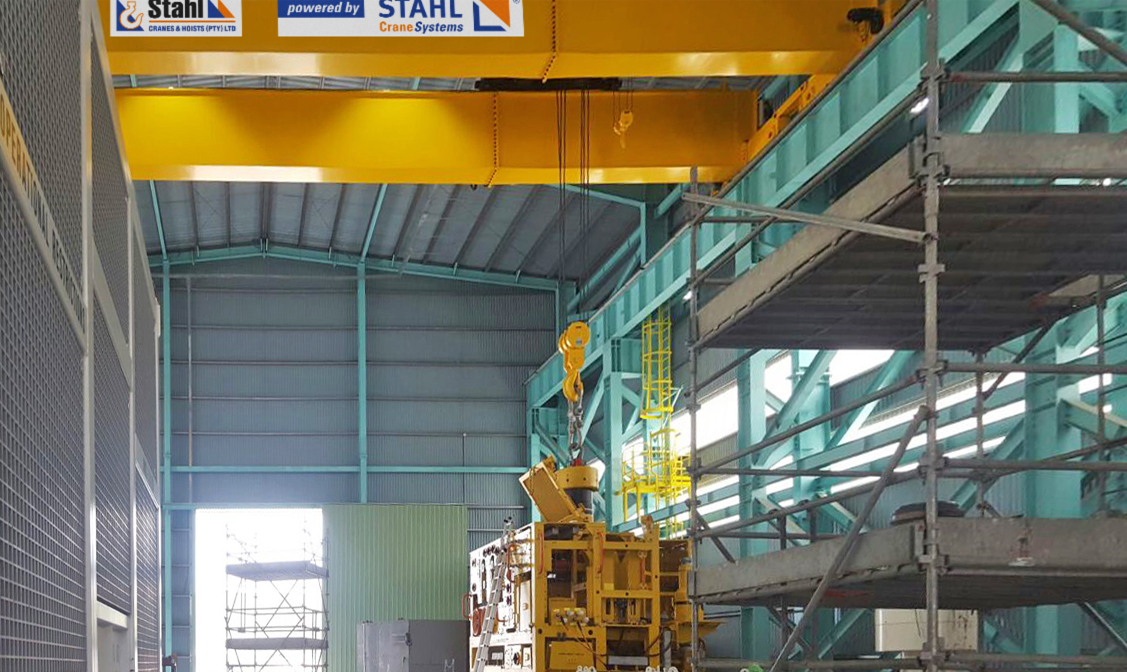 Stahl
CRANES & HOISTS (PTY) LTD
powered by
STAHL
CraneSystems
®